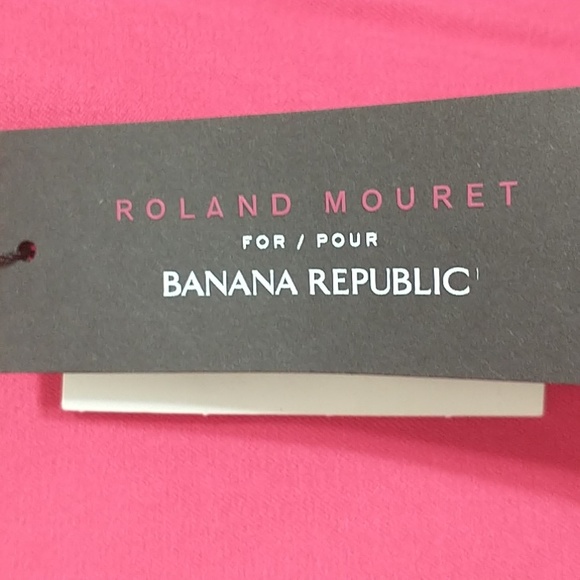 ROLAND MOURET
FOR / POUR
BANANA REPUBLIC